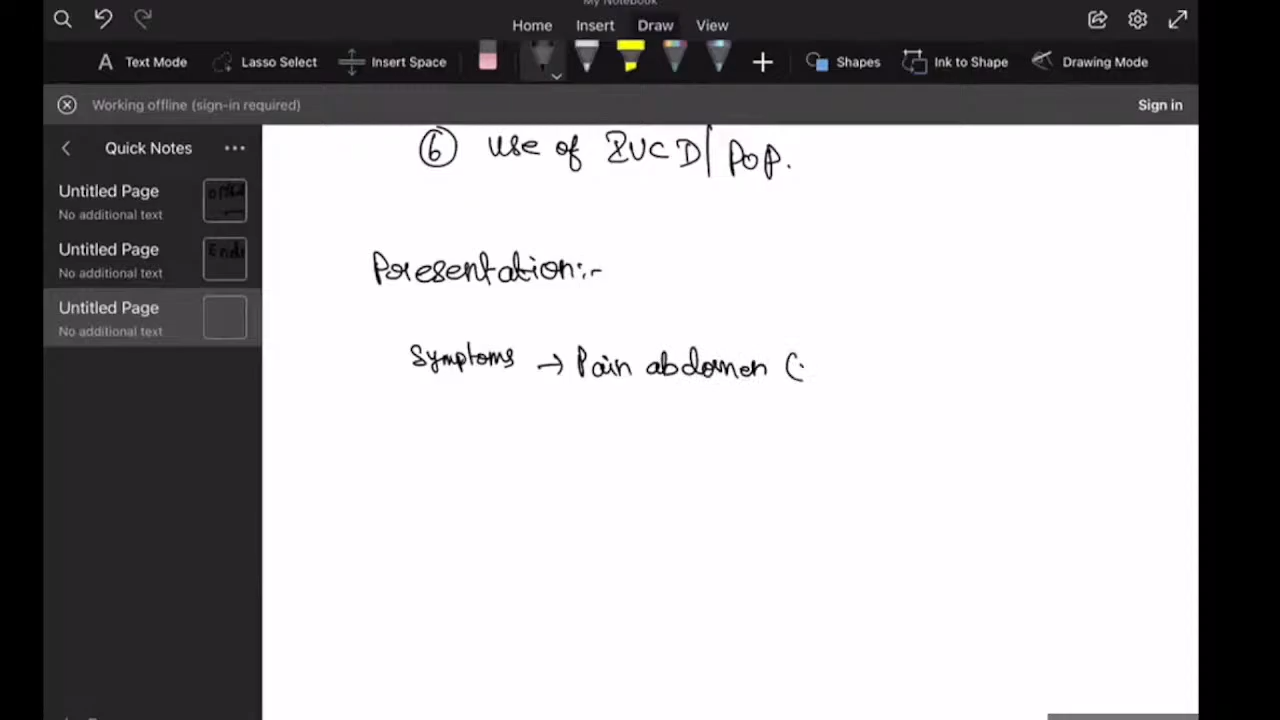 My Notebook
Home Insert Draw View
Text Mode Lasso Select Insert Space Shapes Ink to Shape Drawing Mode
Working offline (sign-in required) Sign in
Quick Notes
Untitled Page
No additional text
Untitled Page
No additional text
Untitled Page
No additional text
⑥ Use of IUCD/ POP.
Presentation:-
Symptoms → Pain abdomen (